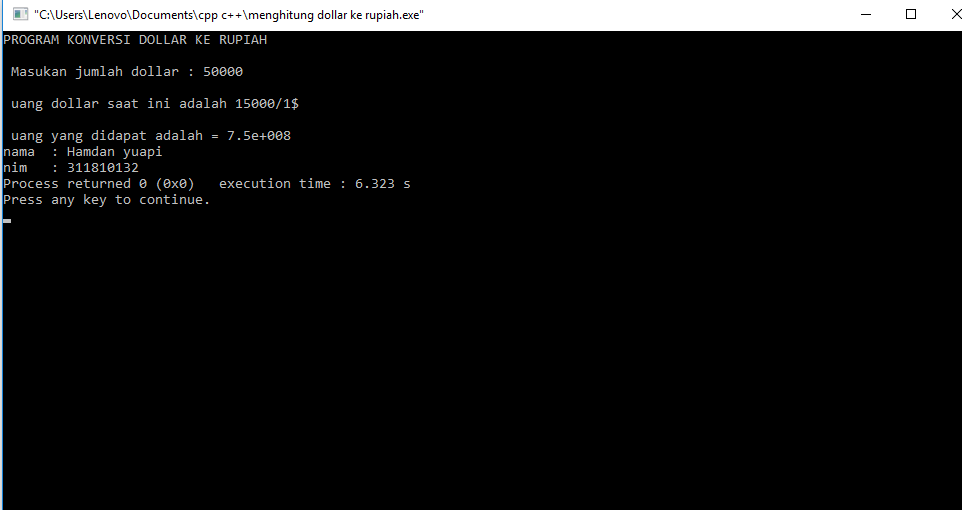 "C:\Users\Lenovo\Documents\cpp c++\menghitung dollar ke rupiah.exe"
PROGRAM KONVERSI DOLLAR KE RUPIAH
Masukan jumlah dollar : 50000
uang dollar saat ini adalah 15000/1$
uang yang didapat adalah = 7.5e+008
nama  : Hamdan yuapi
nim   : 311810132
Process returned 0 (0x0)   execution time : 6.323 s
Press any key to continue.